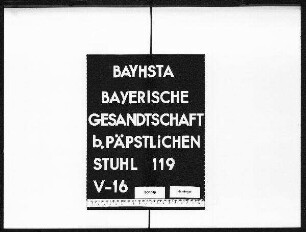 BAYHSTA
BAYERISCHE
GESANDTSCHAFT
b, PÄPSTLICHEN
STUHL 119
V-16